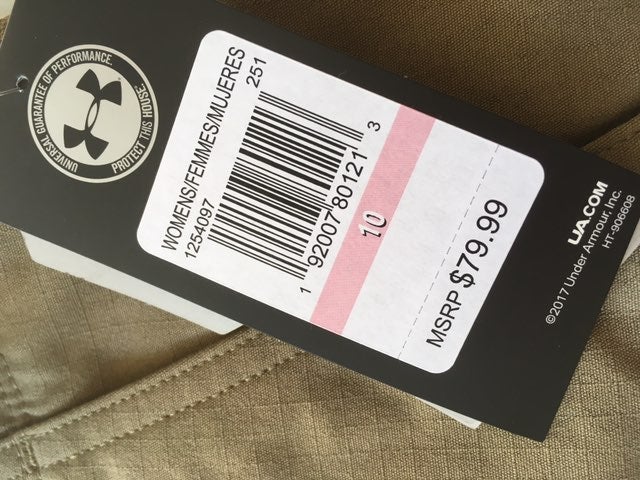 UNIVERSAL GUARANTEE OF PERFORMANCE.
PROTECT THIS HOUSE.
WOMENS/FEMMES/MUJERES
1254097 251
1 92007 80121 3
10
MSRP $79.99
UA.COM
©2017 Under Armour, Inc.
HT-906608